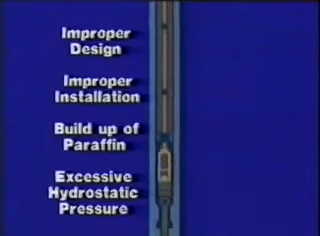 Improper
Design
Improper
Installation
Build up of
Paraffin
Excessive
Hydrostatic
Pressure